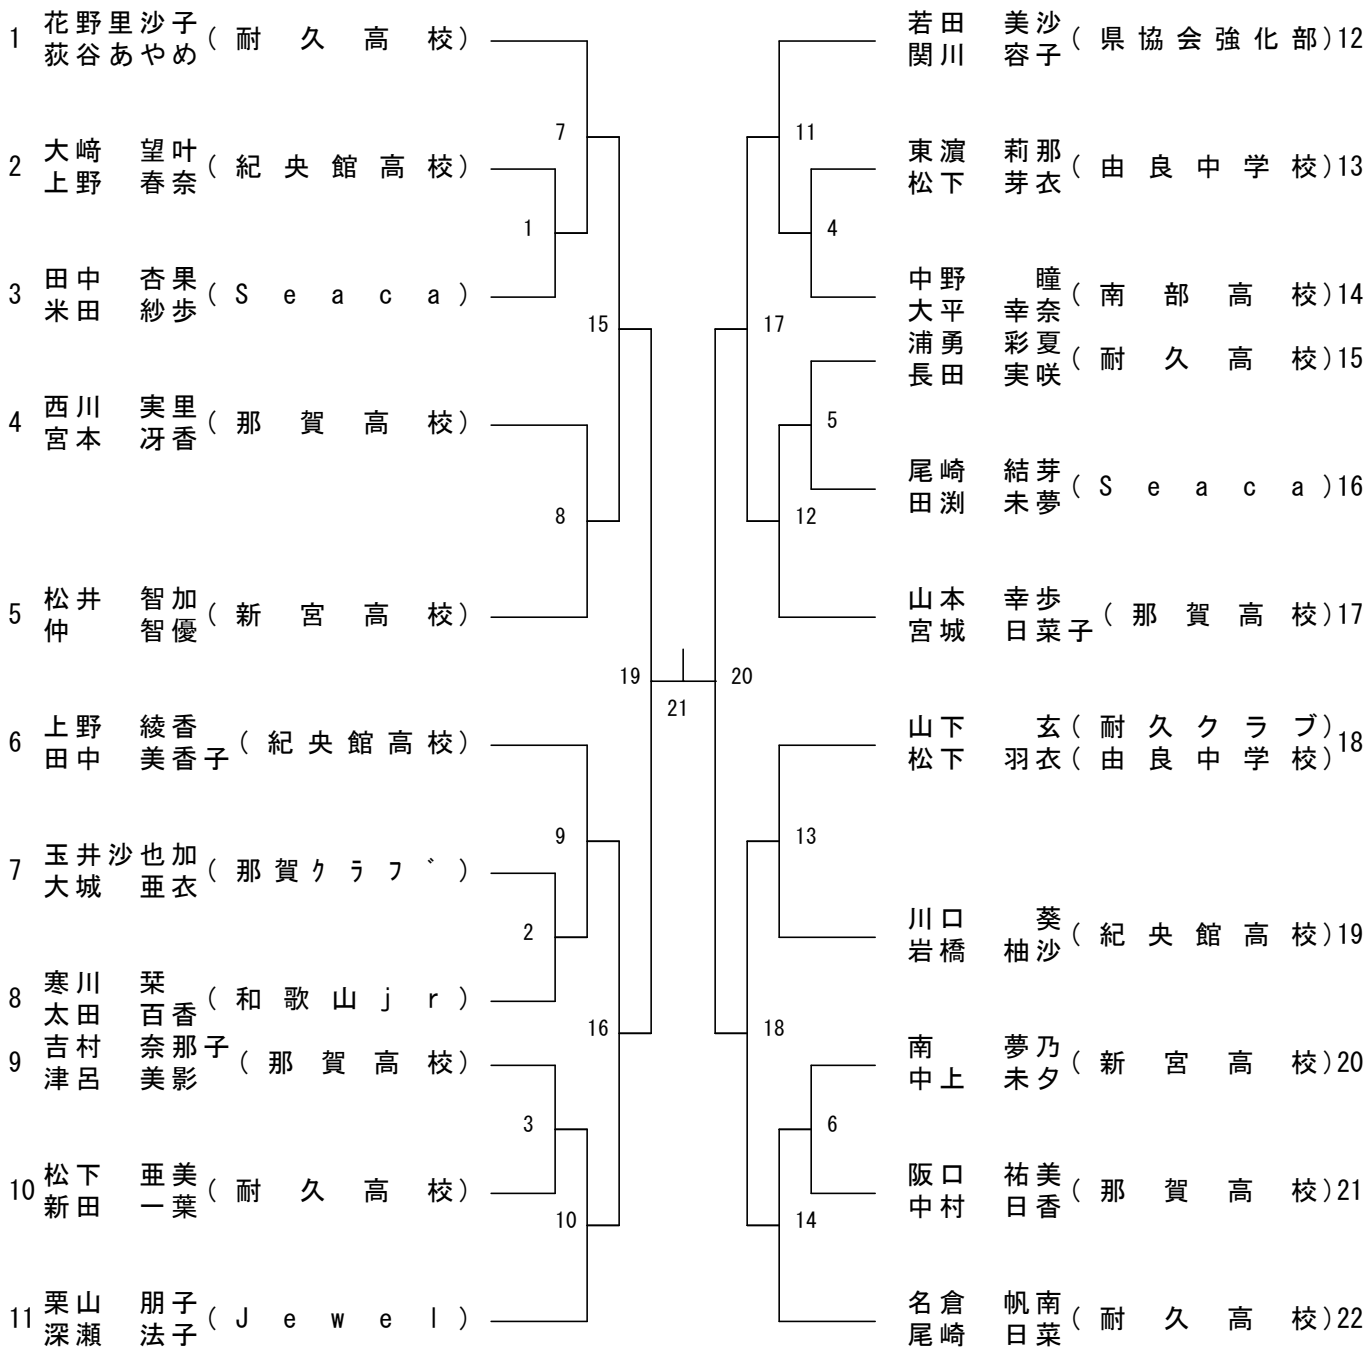 1 花野里沙子 荻谷あやめ (耐久高校)
2 大﨑 望叶 上野 春奈 (紀央館高校)
3 田中 杏果 米田 紗歩 (Seaca)
4 西川 実里 宮本 冴香 (那賀高校)
5 松井 智加 仲 智優 (新宮高校)
6 上野 綾香 田中 美香子 (紀央館高校)
7 玉井沙也加 大城 亜衣 (那賀ｸﾗﾌﾞ)
8 寒川 栞 太田 百香 (和歌山jr)
9 吉村 奈那子 津呂 美影 (那賀高校)
10 松下 亜美 新田 一葉 (耐久高校)
11 栗山 朋子 深瀬 法子 (Jewel)
7
1
15
8
19
9
2
16
3
10
21
11
4
17
5
12
20
13
18
6
14
若田 美沙 関川 容子 (県協会強化部) 12
東濵 莉那 松下 芽衣 (由良中学校) 13
中野 瞳 大平 幸奈 (南部高校) 14
浦勇 彩夏 長田 実咲 (耐久高校) 15
尾崎 結芽 田渕 未夢 (Seaca) 16
山本 幸歩 宮城 日菜子 (那賀高校) 17
山下 玄 (耐久クラブ) 松下 羽衣 (由良中学校) 18
川口 葵 岩橋 柚沙 (紀央館高校) 19
南 夢乃 中上 未夕 (新宮高校) 20
阪口 祐美 中村 日香 (那賀高校) 21
名倉 帆南 尾崎 日菜 (耐久高校) 22